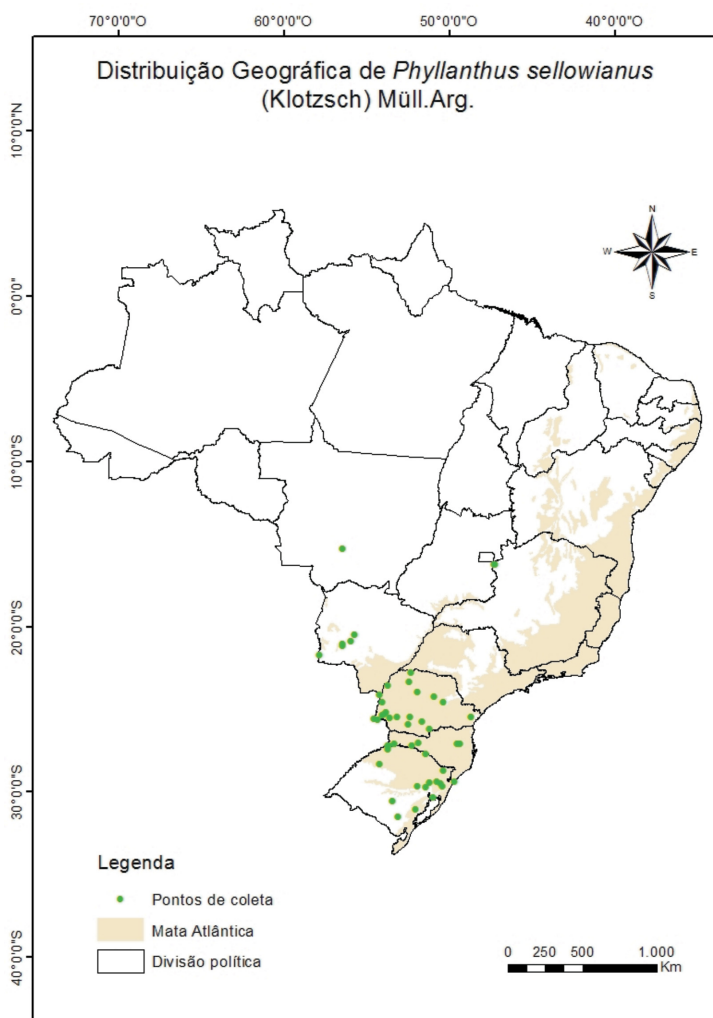 70°0'0"O 60°0'0"O 50°0'0"O 40°0'0"O
Distribuição Geográfica de Phyllanthus sellowianus
(Klotzsch) Müll.Arg.
10°0'0"N
N
W E
S
0°0'0"
10°0'0"S
20°0'0"S
30°0'0"S
40°0'0"S
Legenda
Pontos de coleta
Mata Atlântica
Divisão política
0 250 500 1.000
Km